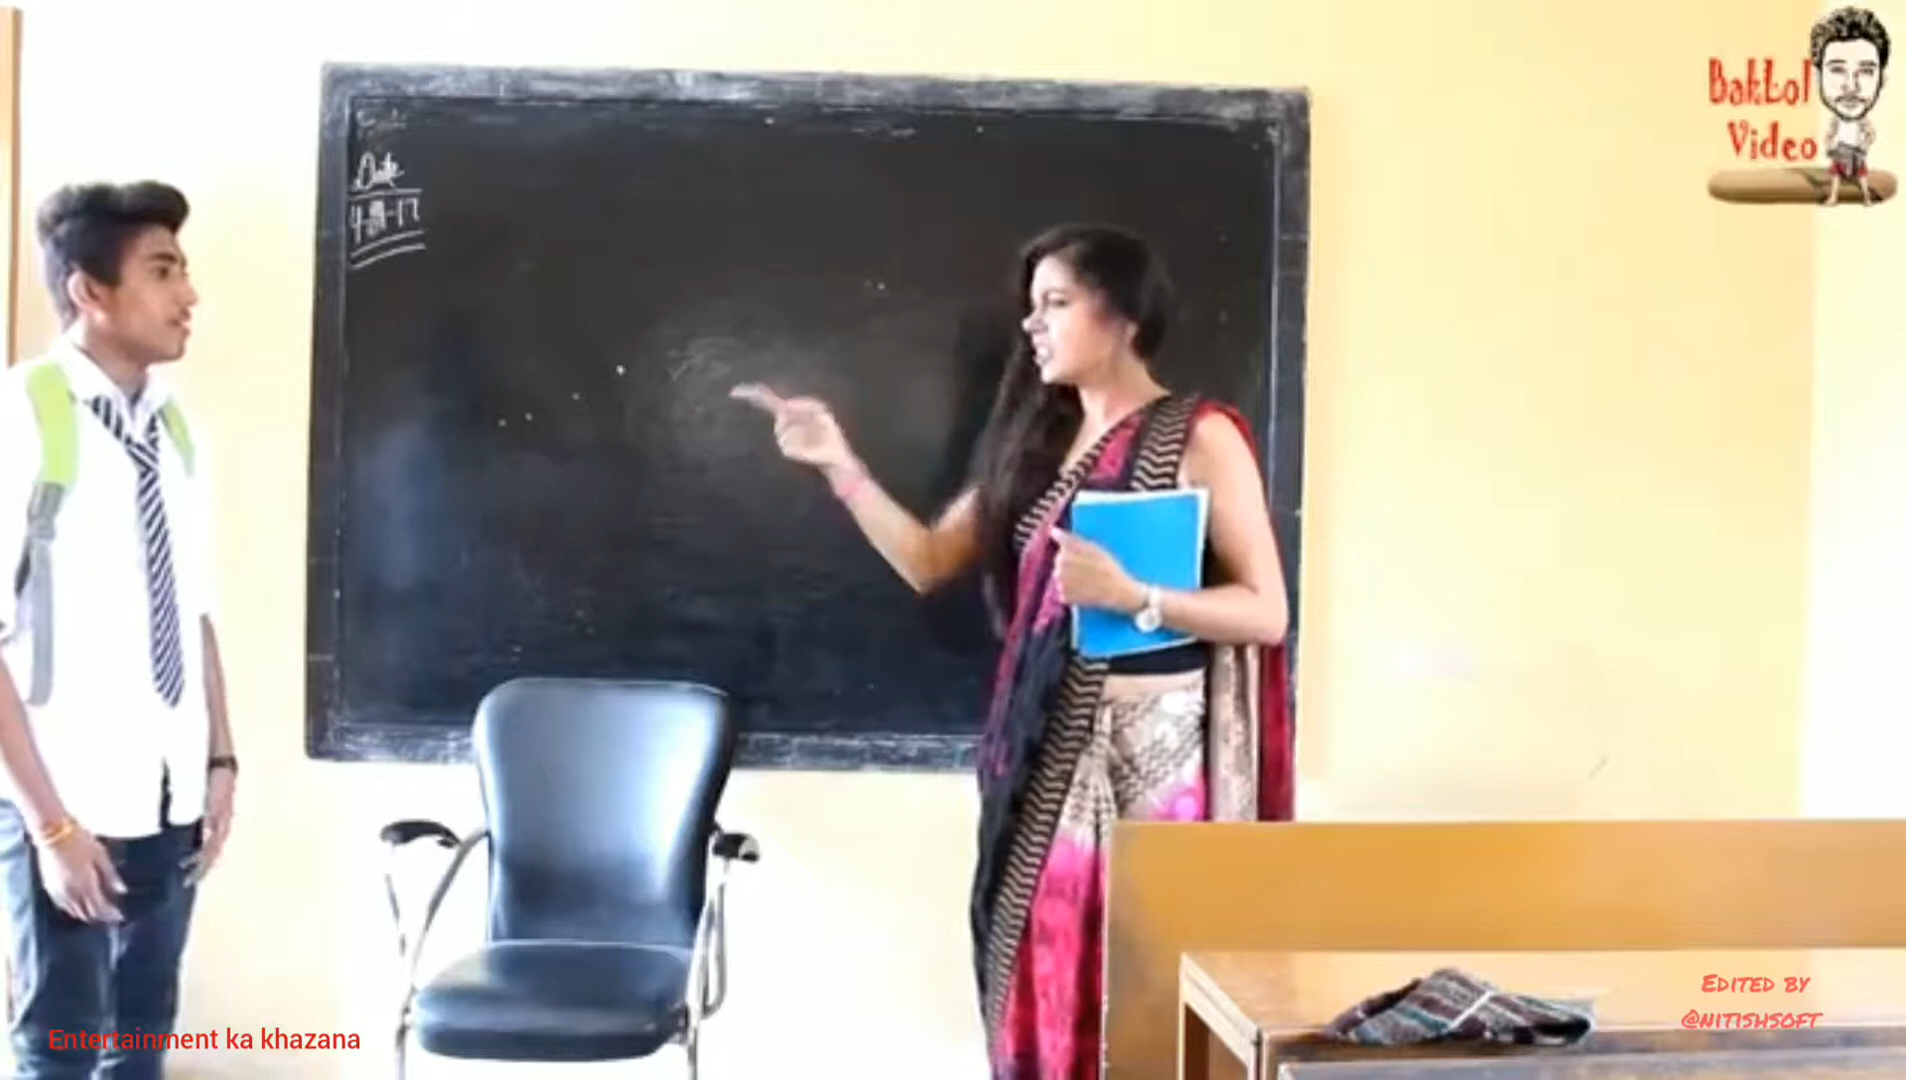 BakLol
Video
Date
Entertainment ka khazana
Edited by
@nitishsoft